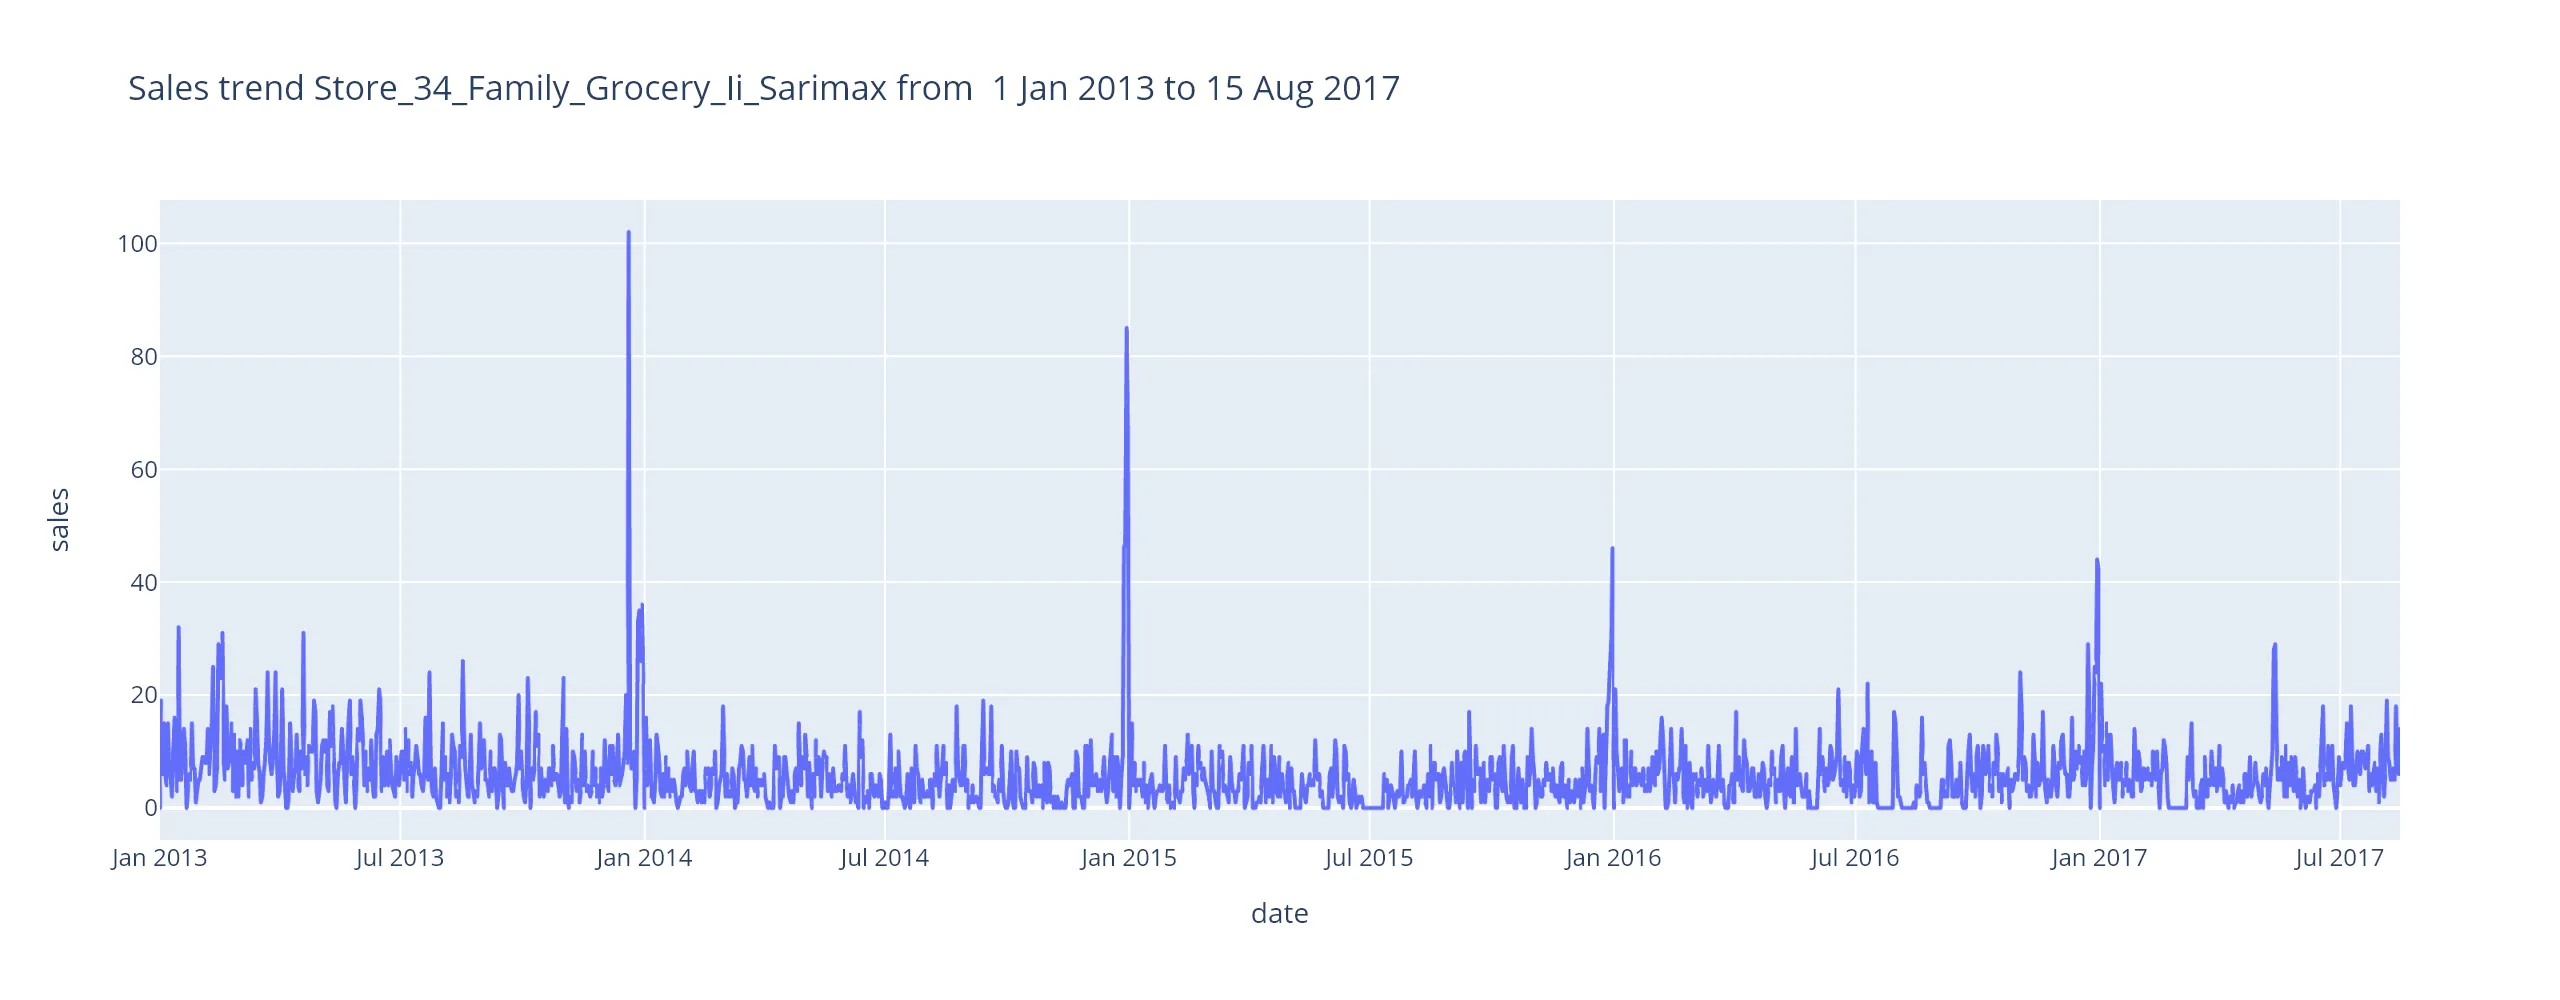 Sales trend Store_34_Family_Grocery_Ii_Sarimax from  1 Jan 2013 to 15 Aug 2017
100
80
60
40
20
0
sales
Jan 2013 Jul 2013 Jan 2014 Jul 2014 Jan 2015 Jul 2015 Jan 2016 Jul 2016 Jan 2017 Jul 2017
date